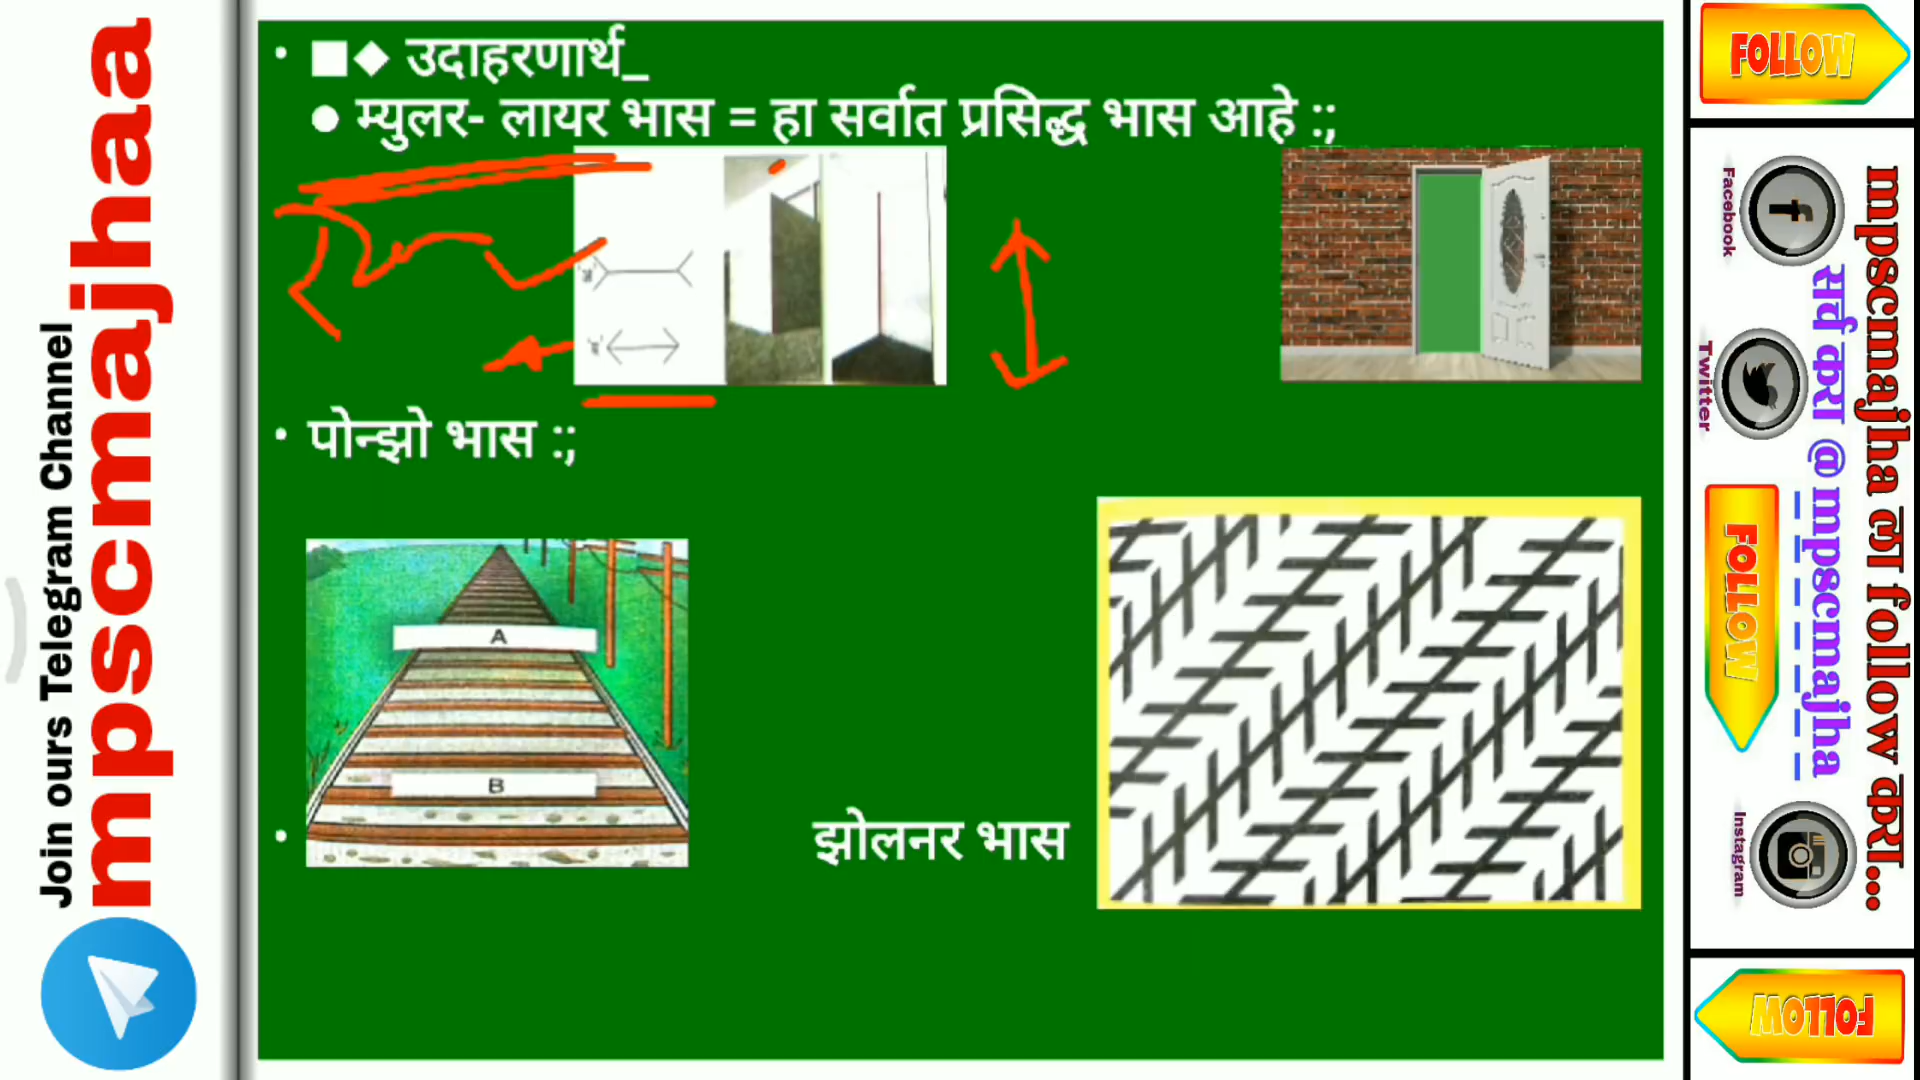 Join ours Telegram Channel
mpscmajhaa
• ■◆ उदाहरणार्थ_
● म्युलर- लायर भास = हा सर्वात प्रसिद्ध भास आहे :;
• पोन्झो भास :;
A
B
• झोलनर भास
FOLLOW
Facebook
Twitter
Instagram
mpscmajha ला follow करा...
सर्व करा @mpscmajha
FOLLOW
FOLLOW